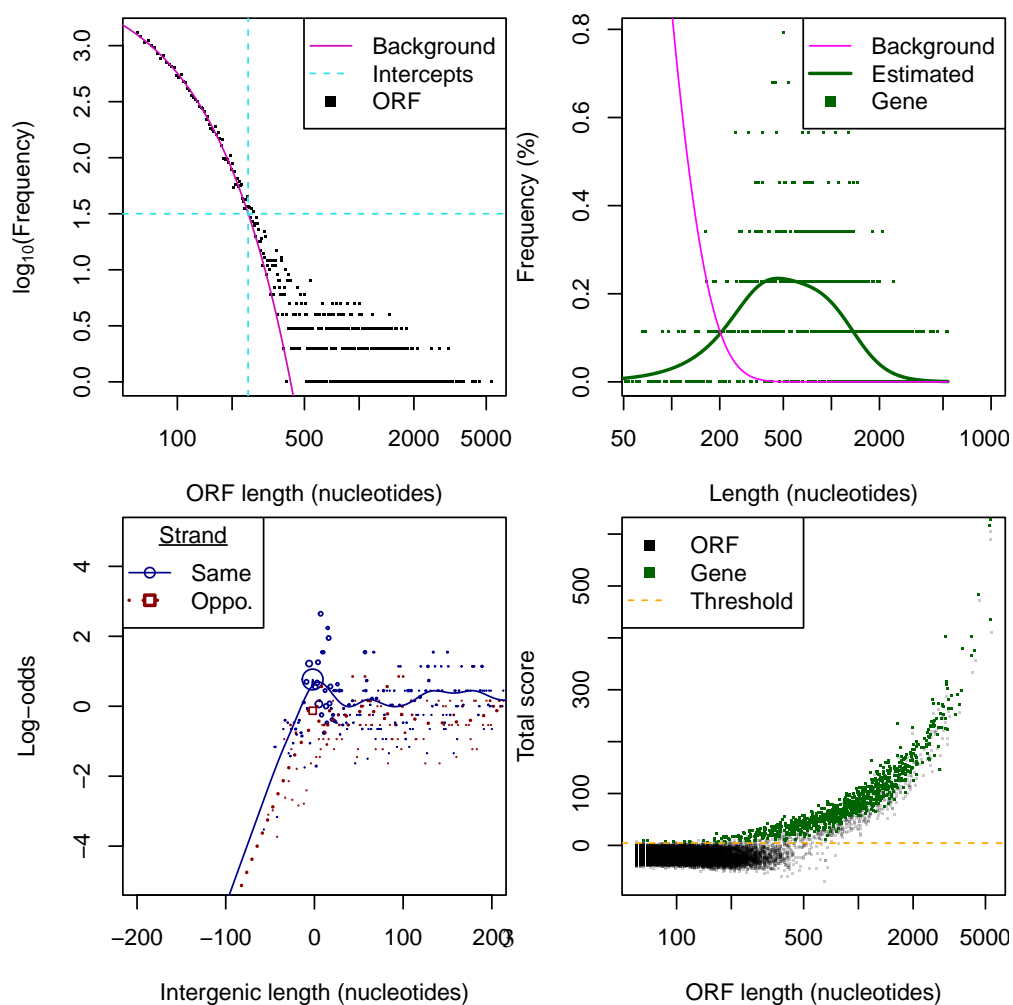 Background
Intercepts
ORF
log10(Frequency)
0.0 0.5 1.0 1.5 2.0 2.5 3.0
100 500 2000 5000
ORF length (nucleotides)
Background
Estimated
Gene
Frequency (%)
0.0 0.2 0.4 0.6 0.8
50 200 500 2000 1000
Length (nucleotides)
Strand
Same
Oppo.
Log−odds
−4 −2 0 2 4
−200 −100 0 100 200
Intergenic length (nucleotides)
ORF
Gene
Threshold
Total score
0 100 300 500
100 500 2000 5000
ORF length (nucleotides)